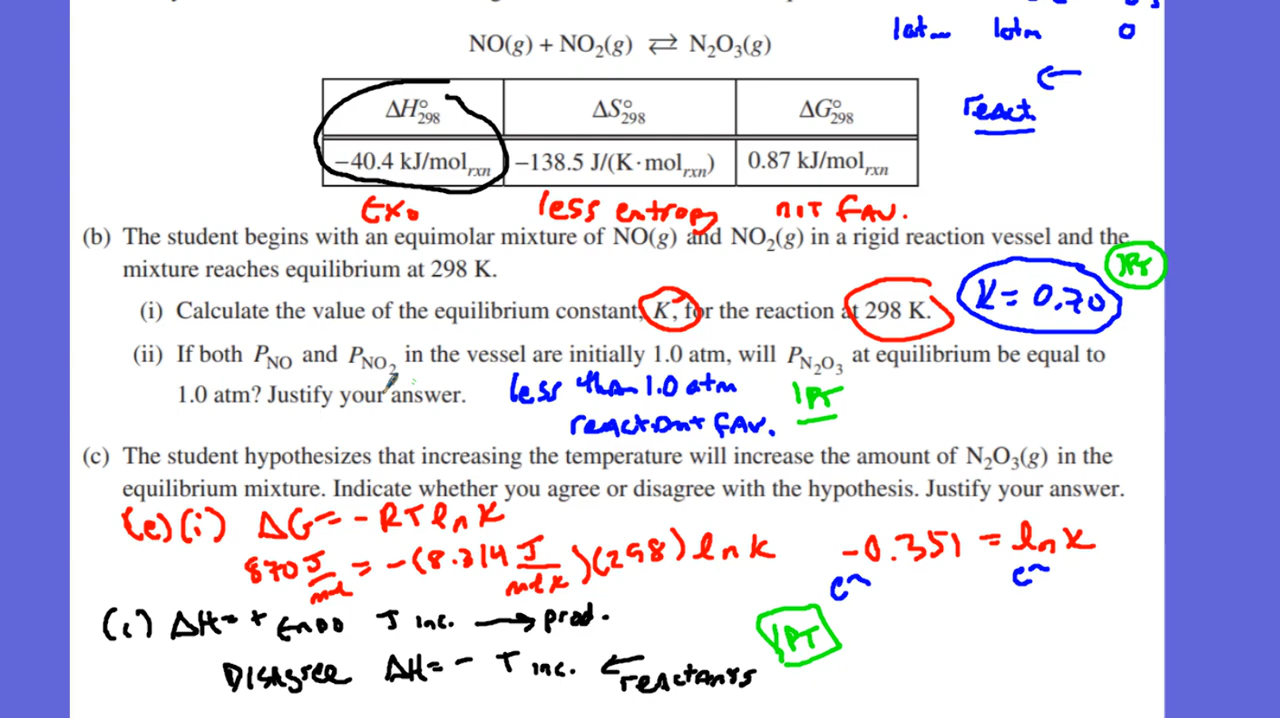 1atm 1atm 0
NO(g) + NO₂(g) ⇄ N₂O₃(g)
←
react.
ΔH°₂₉₈ ΔS°₂₉₈ ΔG°₂₉₈
−40.4 kJ/molᵣₓₙ −138.5 J/(K·molᵣₓₙ) 0.87 kJ/molᵣₓₙ
Exo less entropy not fav.
(b) The student begins with an equimolar mixture of NO(g) and NO₂(g) in a rigid reaction vessel and the
mixture reaches equilibrium at 298 K.
1Pt
(i) Calculate the value of the equilibrium constant, K, for the reaction at 298 K.
K = 0.70
(ii) If both P_NO and P_NO₂ in the vessel are initially 1.0 atm, will P_N₂O₃ at equilibrium be equal to
1.0 atm? Justify your answer.
less than 1.0 atm 1PT
reactant fav.
(c) The student hypothesizes that increasing the temperature will increase the amount of N₂O₃(g) in the
equilibrium mixture. Indicate whether you agree or disagree with the hypothesis. Justify your answer.
(e)(i) ΔG = −RT ln K
870 J/mol = −(8.314 J/mol K)(298) ln K −0.351 = ln K
e^ e^
(c) ΔH = + Endo T inc. → prod. 1PT
Disagree ΔH = − T inc. ← reactants